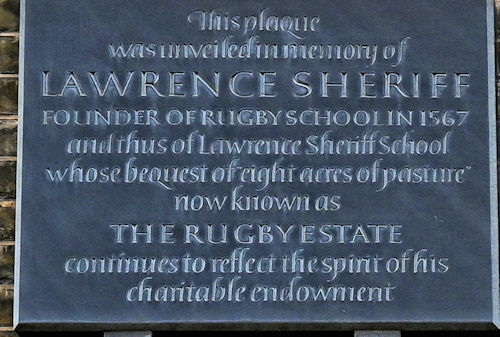 This plaque
was unveiled in memory of
LAWRENCE SHERIFF
FOUNDER OF RUGBY SCHOOL IN 1567
and thus of Lawrence Sheriff School
whose bequest of "eight acres of pasture"
now known as
THE RUGBY ESTATE
continues to reflect the spirit of his
charitable endowment